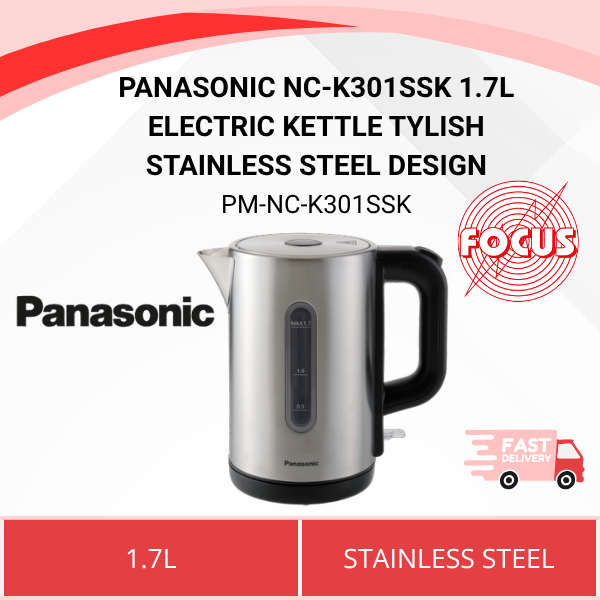 PANASONIC NC-K301SSK 1.7L
ELECTRIC KETTLE TYLISH
STAINLESS STEEL DESIGN
PM-NC-K301SSK
FOCUS
Panasonic
MAX 1.7
1.0
0.5
Panasonic
FAST
DELIVERY
1.7L
STAINLESS STEEL